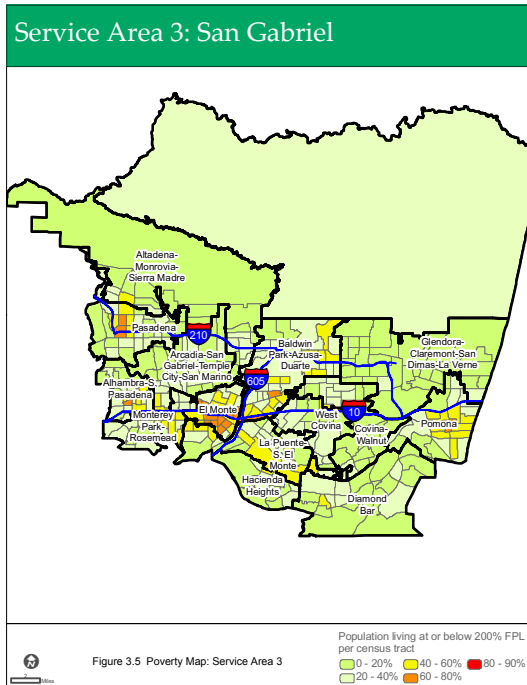 Service Area 3: San Gabriel
Altadena-
Monrovia-
Sierra Madre
Pasadena
210
Arcadia-San
Gabriel-Temple
City-San Marino
Baldwin
Park-Azusa-
Duarte
Glendora-
Claremont-San
Dimas-La Verne
605
Alhambra-S.
Pasadena
Monterey
Park-
Rosemead
El Monte
West
Covina
10
Covina-
Walnut
Pomona
La Puente-
S. El
Monte
Hacienda
Heights
Diamond
Bar
N
2
Miles
Figure 3.5 Poverty Map: Service Area 3
Population living at or below 200% FPL
per census tract
0 - 20%
40 - 60%
80 - 90%
20 - 40%
60 - 80%